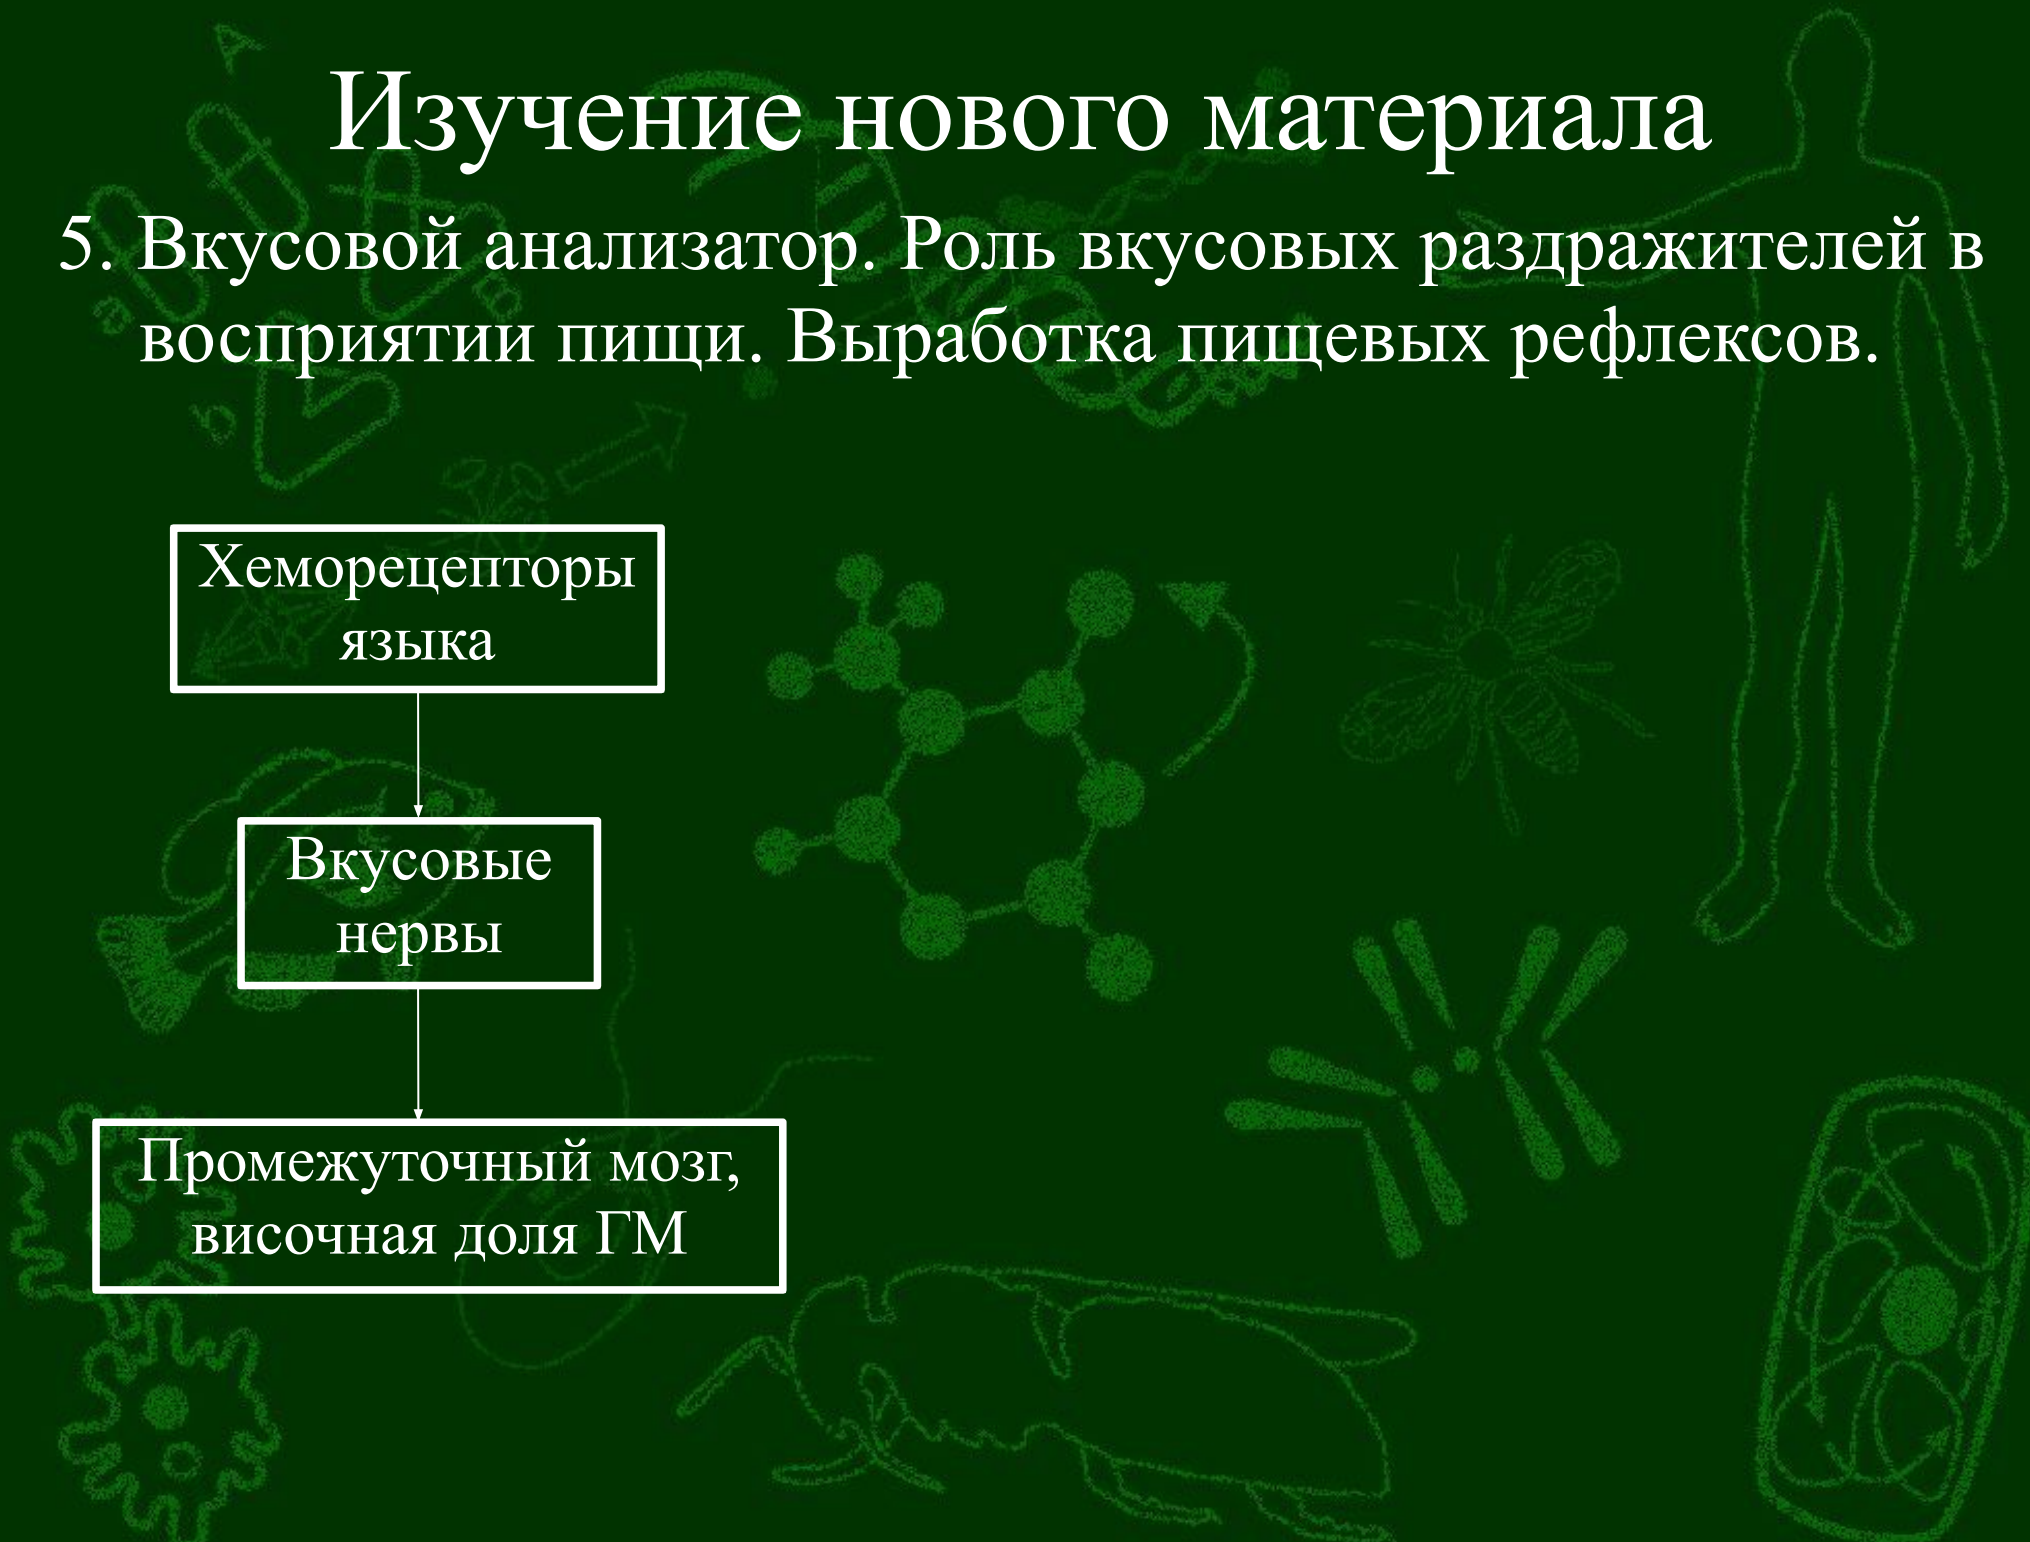 Изучение нового материала
5. Вкусовой анализатор. Роль вкусовых раздражителей в
восприятии пищи. Выработка пищевых рефлексов.
Хеморецепторы
языка
Вкусовые
нервы
Промежуточный мозг,
височная доля ГМ